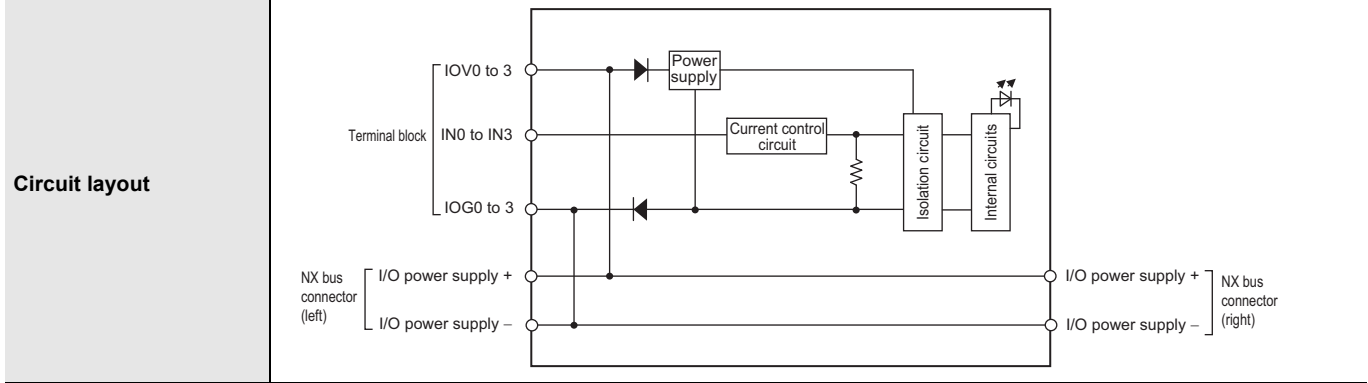 Circuit layout
Terminal block
IOV0 to 3
IN0 to IN3
IOG0 to 3
Power
supply
Current control
circuit
Isolation circuit
Internal circuits
NX bus
connector
(left)
I/O power supply +
I/O power supply −
I/O power supply +
I/O power supply −
NX bus
connector
(right)